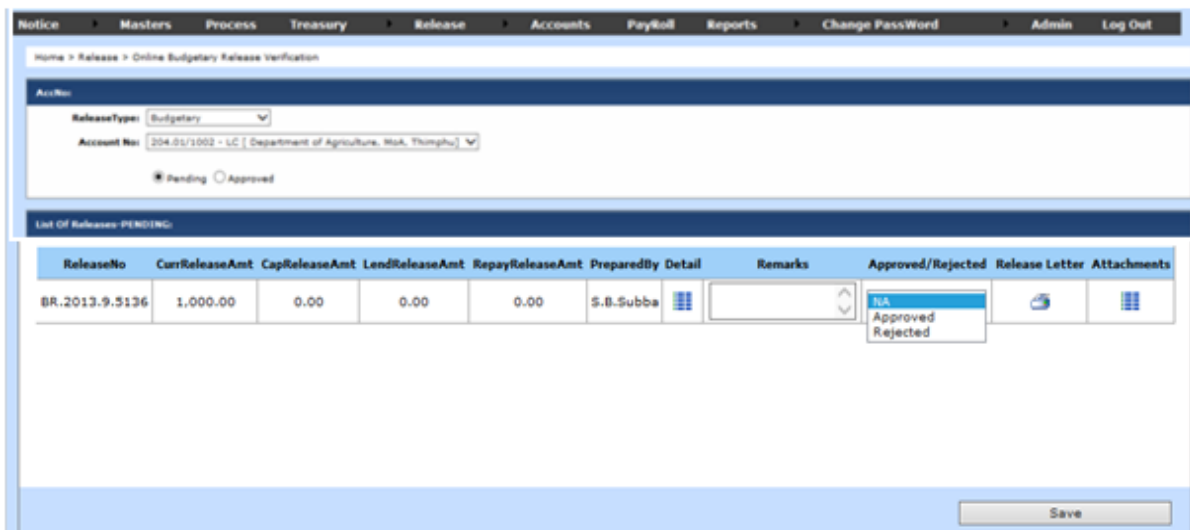 Notice Masters Process Treasury Release Accounts PayRoll Reports Change PassWord Admin Log Out
Home > Release > Online Budgetary Release Verification
AccNo:
ReleaseType: Budgetary
Account No: 204.01/1002 - LC [ Department of Agriculture, MoA, Thimphu]
Pending Approved
List Of Releases-PENDING:
ReleaseNo CurrReleaseAmt CapReleaseAmt LendReleaseAmt RepayReleaseAmt PreparedBy Detail Remarks Approved/Rejected Release Letter Attachments
BR.2013.9.5136 1,000.00 0.00 0.00 0.00 S.B.Subba NA
Approved
Rejected
Save